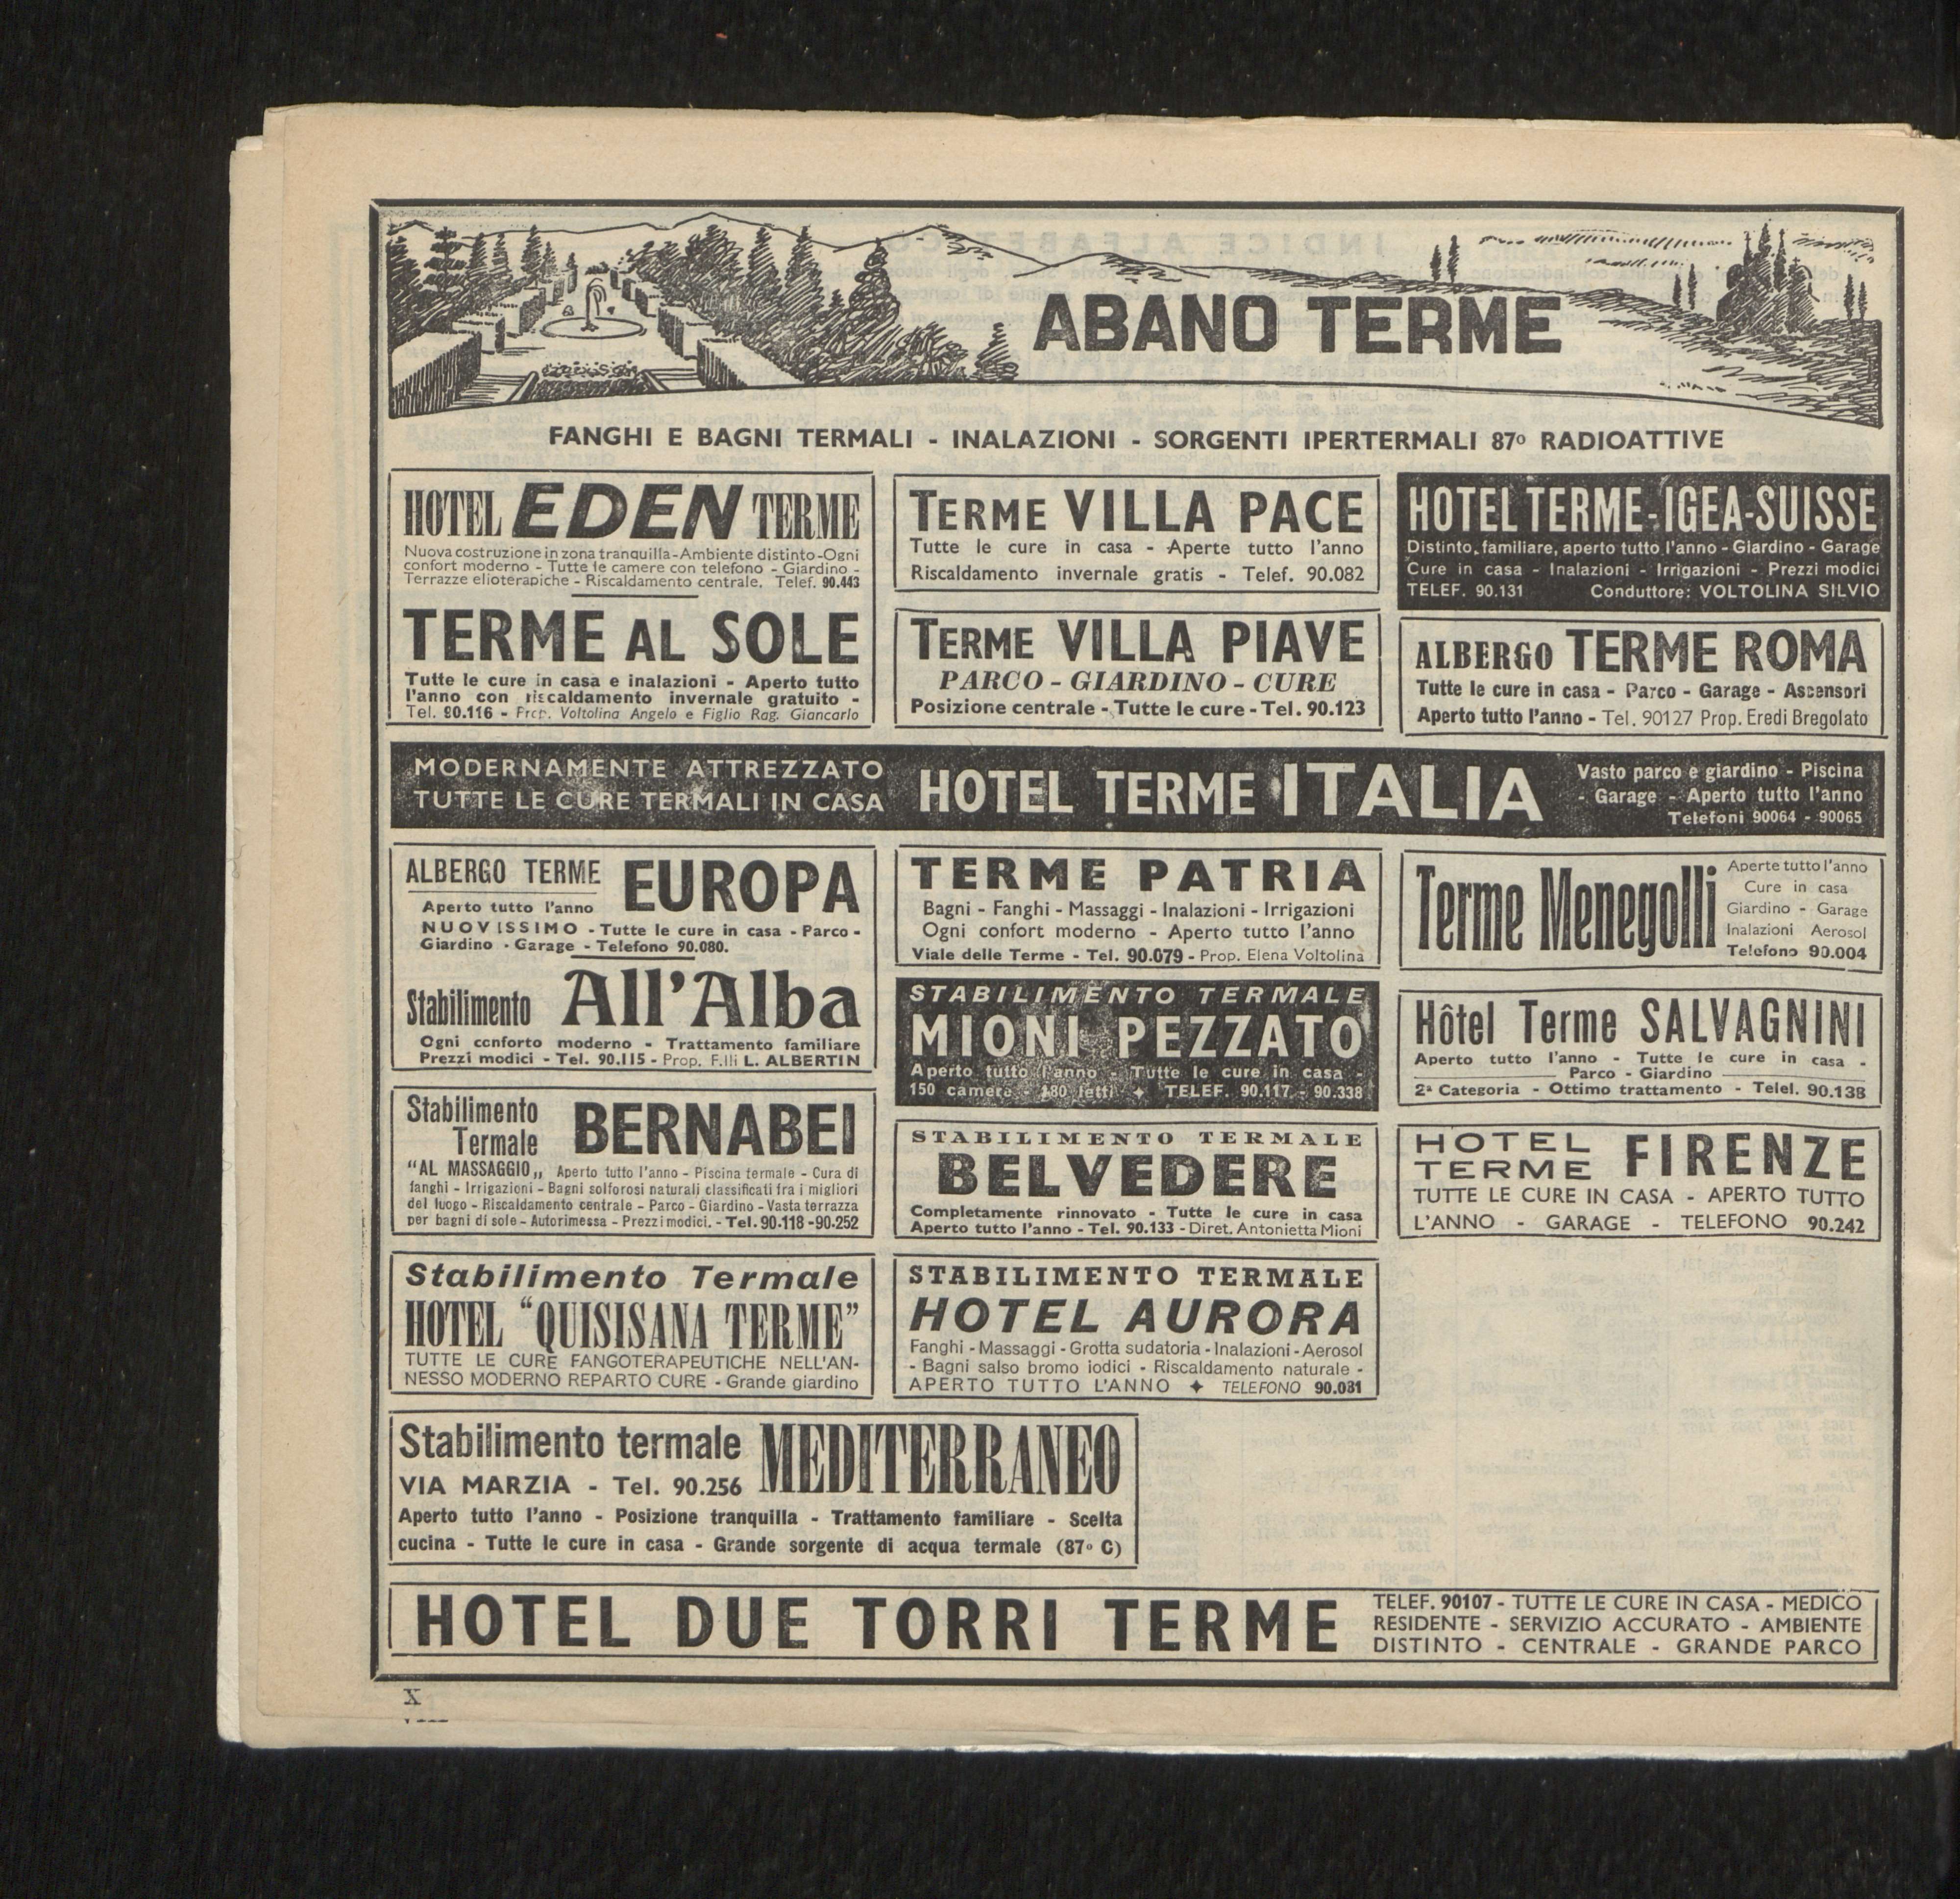 ABANO TERME
FANGHI E BAGNI TERMALI - INALAZIONI - SORGENTI IPERTERMALI 87º RADIOATTIVE
HOTEL EDEN TERME
Nuova costruzione in zona tranquilla - Ambiente distinto - Ogni
confort moderno - Tutte le camere con telefono - Giardino -
Terrazze elioterapiche - Riscaldamento centrale. Telef. 90.443
TERME AL SOLE
Tutte le cure in casa e inalazioni - Aperto tutto
l'anno con riscaldamento invernale gratuito -
Tel. 90.116 - Prop. Voltolina Angelo e Figlio Rag. Giancarlo
TERME VILLA PACE
Tutte le cure in casa - Aperte tutto l'anno
Riscaldamento invernale gratis - Telef. 90.082
TERME VILLA PIAVE
PARCO - GIARDINO - CURE
Posizione centrale - Tutte le cure - Tel. 90.123
HOTEL TERME-IGEA-SUISSE
Distinto, familiare, aperto tutto l'anno - Giardino - Garage
Cure in casa - Inalazioni - Irrigazioni - Prezzi modici
TELEF. 90.131 Conduttore: VOLTOLINA SILVIO
ALBERGO TERME ROMA
Tutte le cure in casa - Parco - Garage - Ascensori
Aperto tutto l'anno - Tel. 90127 Prop. Eredi Bregolato
MODERNAMENTE ATTREZZATO
TUTTE LE CURE TERMALI IN CASA
HOTEL TERME ITALIA
Vasto parco e giardino - Piscina
- Garage - Aperto tutto l'anno
Telefoni 90064 - 90065
ALBERGO TERME EUROPA
Aperto tutto l'anno
NUOVISSIMO - Tutte le cure in casa - Parco -
Giardino - Garage - Telefono 90.080.
Stabilimento All'Alba
Ogni conforto moderno - Trattamento familiare
Prezzi modici - Tel. 90.115 - Prop. F.lli L. ALBERTIN
Stabilimento
Termale BERNABEI
"AL MASSAGGIO„ Aperto tutto l'anno - Piscina termale - Cura di
fanghi - Irrigazioni - Bagni solforosi naturali classificati fra i migliori
del luogo - Riscaldamento centrale - Parco - Giardino - Vasta terrazza
per bagni di sole - Autorimessa - Prezzi modici. - Tel. 90-118 - 90-252
Stabilimento Termale
HOTEL "QUISISANA TERME"
TUTTE LE CURE FANGOTERAPEUTICHE NELL'AN-
NESSO MODERNO REPARTO CURE - Grande giardino
TERME PATRIA
Bagni - Fanghi - Massaggi - Inalazioni - Irrigazioni
Ogni confort moderno - Aperto tutto l'anno
Viale delle Terme - Tel. 90.079 - Prop. Elena Voltolina
STABILIMENTO TERMALE
MIONI PEZZATO
Aperto tutto l'anno - Tutte le cure in casa -
150 camere - 180 letti ✦ TELEF. 90.117 - 90.338
STABILIMENTO TERMALE
BELVEDERE
Completamente rinnovato - Tutte le cure in casa
Aperto tutto l'anno - Tel. 90.133 - Diret. Antonietta Mioni
STABILIMENTO TERMALE
HOTEL AURORA
Fanghi - Massaggi - Grotta sudatoria - Inalazioni - Aerosol
- Bagni salso bromo iodici - Riscaldamento naturale -
APERTO TUTTO L'ANNO ✦ TELEFONO 90.081
Terme Menegolli
Aperte tutto l'anno
Cure in casa
Giardino - Garage
Inalazioni Aerosol
Telefono 90.004
Hôtel Terme SALVAGNINI
Aperto tutto l'anno - Tutte le cure in casa -
Parco - Giardino
2ª Categoria - Ottimo trattamento - Telel. 90.138
HOTEL
TERME FIRENZE
TUTTE LE CURE IN CASA - APERTO TUTTO
L'ANNO - GARAGE - TELEFONO 90.242
Stabilimento termale MEDITERRANEO
VIA MARZIA - Tel. 90.256
Aperto tutto l'anno - Posizione tranquilla - Trattamento familiare - Scelta
cucina - Tutte le cure in casa - Grande sorgente di acqua termale (87º C)
HOTEL DUE TORRI TERME
TELEF. 90107 - TUTTE LE CURE IN CASA - MEDICO
RESIDENTE - SERVIZIO ACCURATO - AMBIENTE
DISTINTO - CENTRALE - GRANDE PARCO
X